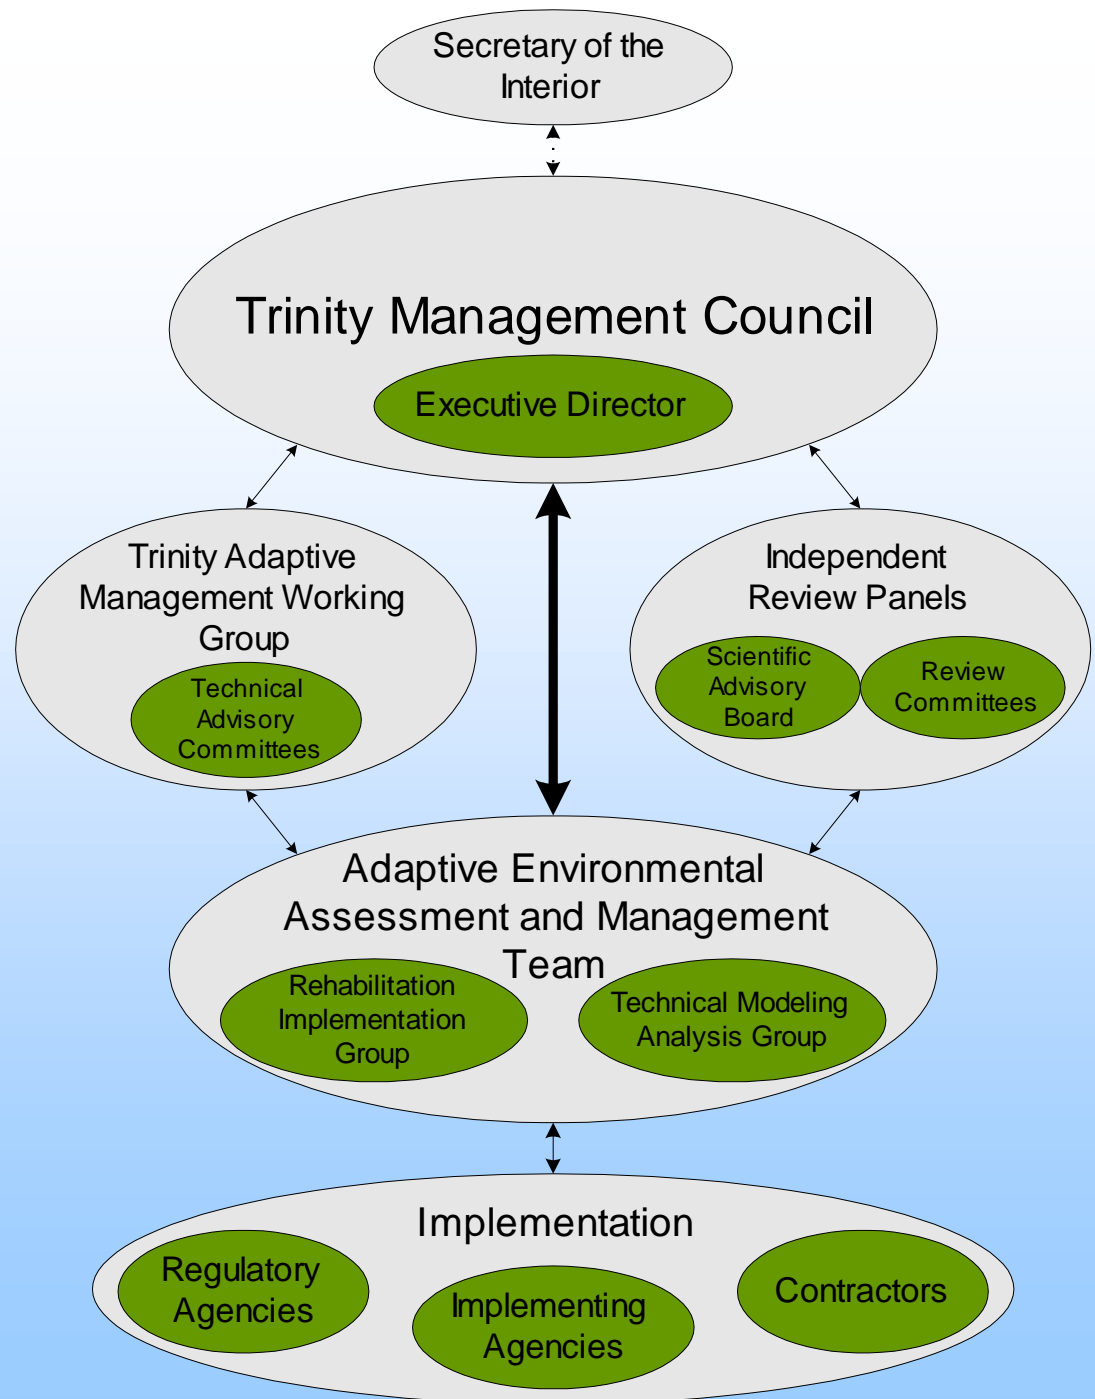 Secretary of the
Interior
Trinity Management Council
Executive Director
Trinity Adaptive
Management Working
Group
Technical
Advisory
Committees
Independent
Review Panels
Scientific
Advisory
Board
Review
Committees
Adaptive Environmental
Assessment and Management
Team
Rehabilitation
Implementation
Group
Technical Modeling
Analysis Group
Implementation
Regulatory
Agencies
Implementing
Agencies
Contractors